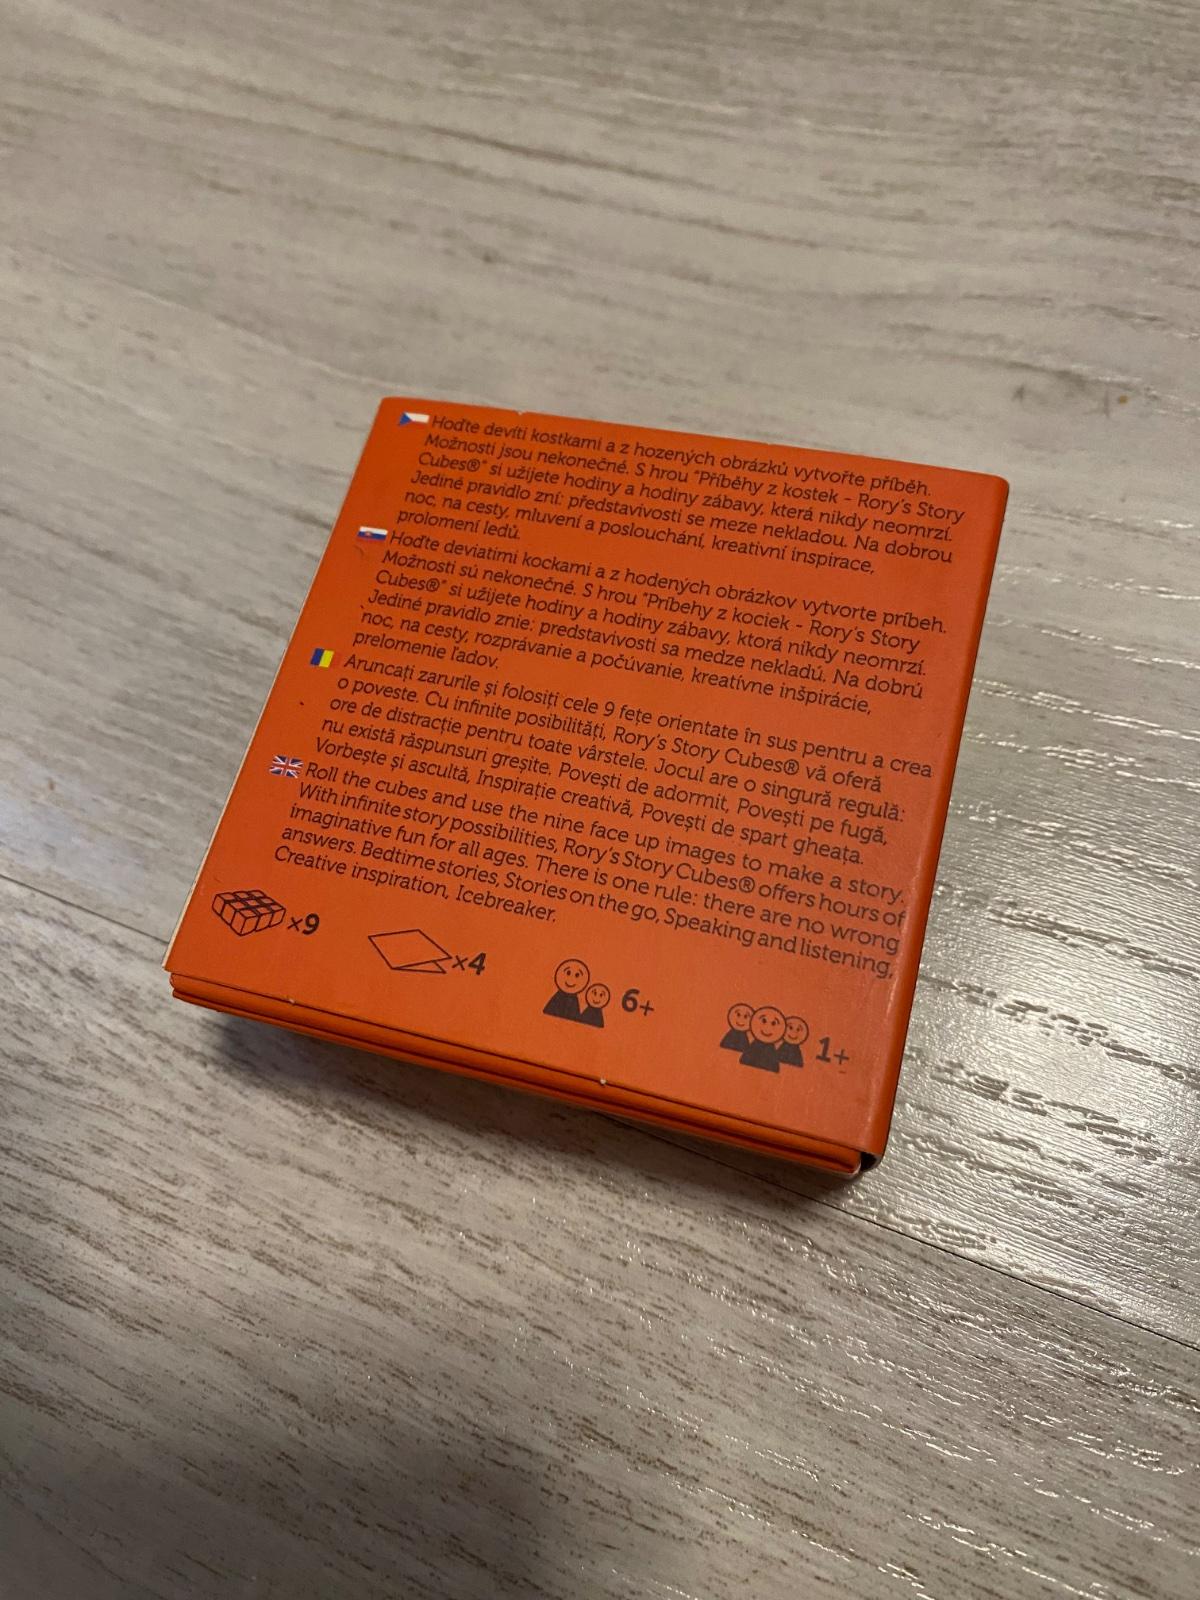 Hoďte devíti kostkami a z hozených obrázků vytvořte příběh.
Možnosti jsou nekonečné. S hrou "Příběhy z kostek - Rory's Story
Cubes®" si užijete hodiny a hodiny zábavy, která nikdy neomrzí.
Jediné pravidlo zní: představivosti se meze nekladou. Na dobrou
noc, na cesty, mluvení a poslouchání, kreativní inspirace,
prolomení ledů.
Hoďte deviatimi kockami a z hodených obrázkov vytvorte príbeh.
Možnosti sú nekonečné. S hrou "Príbehy z kociek - Rory's Story
Cubes®" si užijete hodiny a hodiny zábavy, ktorá nikdy neomrzí.
Jediné pravidlo znie: predstavivosti sa medze nekladú. Na dobrú
noc, na cesty, rozprávanie a počúvanie, kreatívne inšpirácie,
prelomenie ľadov.
Aruncați zarurile și folosiți cele 9 fețe orientate în sus pentru a crea
o poveste. Cu infinite posibilități, Rory's Story Cubes® vă oferă
ore de distracție pentru toate vârstele. Jocul are o singură regulă:
nu există răspunsuri greșite. Povești de adormit, Povești pe fugă,
Vorbește și ascultă, Inspirație creativă, Povești de spart gheața.
Roll the cubes and use the nine face up images to make a story.
With infinite story possibilities, Rory's Story Cubes® offers hours of
imaginative fun for all ages. There is one rule: there are no wrong
answers. Bedtime stories, Stories on the go, Speaking and listening,
Creative inspiration, Icebreaker.
×9
×4
6+
1+